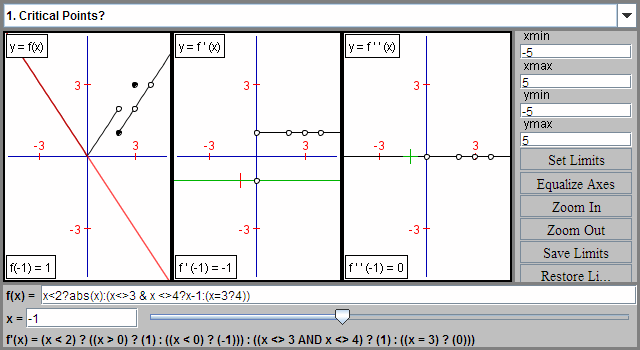 1. Critical Points?
y = f(x)
3
-3
3
-3
f(-1) = 1
y = f ' (x)
3
-3
3
-3
f ' (-1) = -1
y = f ' ' (x)
3
-3
3
-3
f ' ' (-1) = 0
xmin
-5
xmax
5
ymin
-5
ymax
5
Set Limits
Equalize Axes
Zoom In
Zoom Out
Save Limits
Restore Li...
f(x) = x<2?abs(x):(x<>3 & x <>4?x-1:(x=3?4))
x = -1
f'(x) = (x < 2) ? ((x > 0) ? (1) : ((x < 0) ? (-1))) : ((x <> 3 AND x <> 4) ? (1) : ((x = 3) ? (0)))